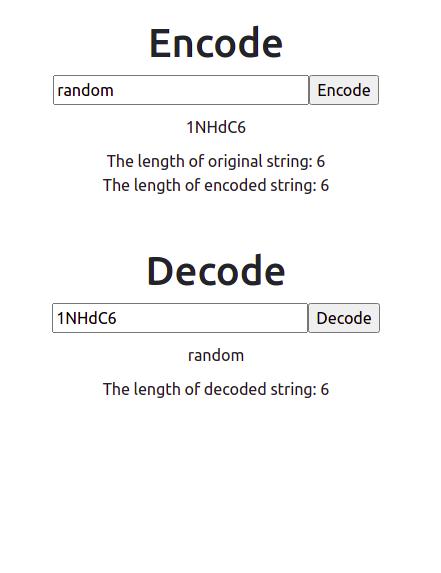 Encode
random Encode
1NHdC6
The length of original string: 6
The length of encoded string: 6
Decode
1NHdC6 Decode
random
The length of decoded string: 6